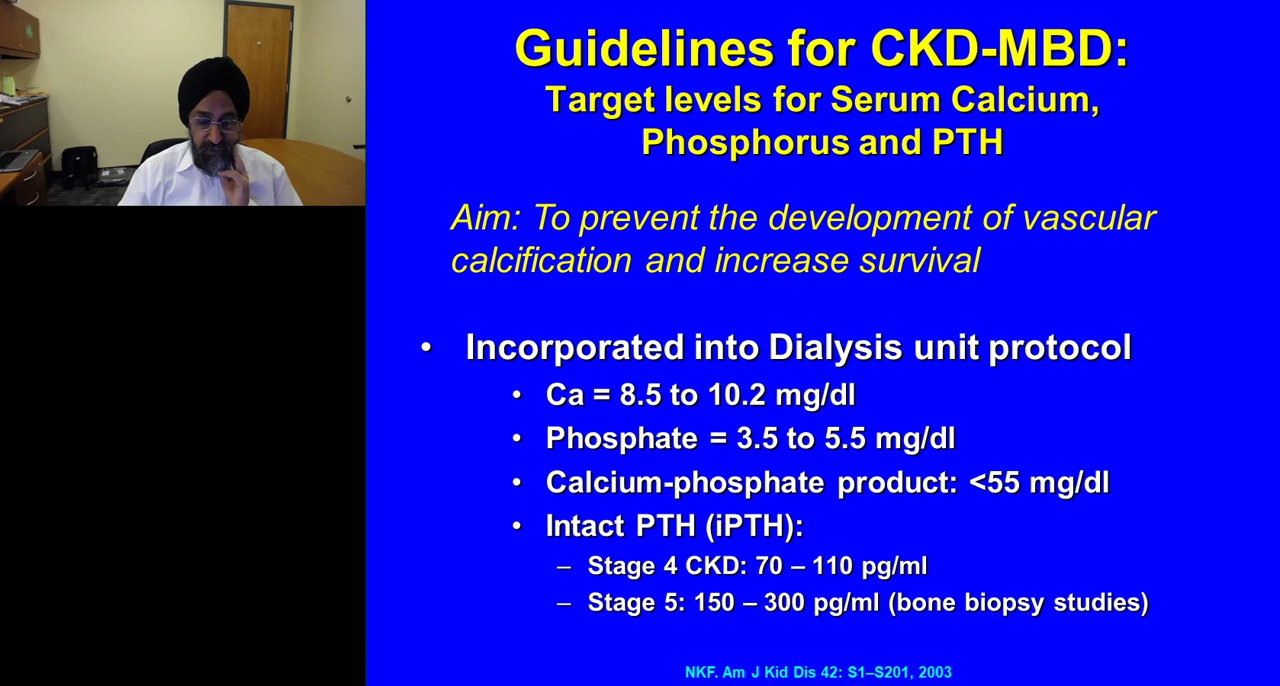 Guidelines for CKD-MBD:
Target levels for Serum Calcium,
Phosphorus and PTH
Aim: To prevent the development of vascular
calcification and increase survival
• Incorporated into Dialysis unit protocol
• Ca = 8.5 to 10.2 mg/dl
• Phosphate = 3.5 to 5.5 mg/dl
• Calcium-phosphate product: <55 mg/dl
• Intact PTH (iPTH):
– Stage 4 CKD: 70 – 110 pg/ml
– Stage 5: 150 – 300 pg/ml (bone biopsy studies)
NKF. Am J Kid Dis 42: S1–S201, 2003